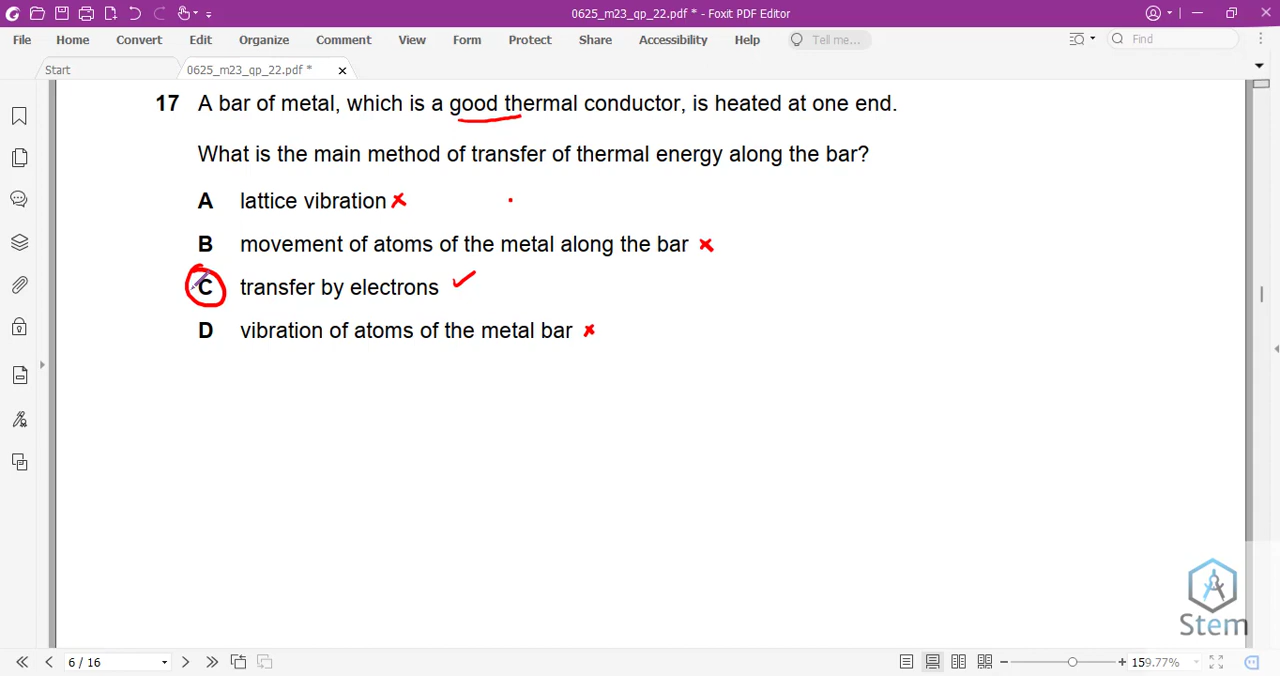 0625_m23_qp_22.pdf * - Foxit PDF Editor
File Home Convert Edit Organize Comment View Form Protect Share Accessibility Help Tell me... Find
Start 0625_m23_qp_22.pdf *
17 A bar of metal, which is a good thermal conductor, is heated at one end.
What is the main method of transfer of thermal energy along the bar?
A lattice vibration
B movement of atoms of the metal along the bar
C transfer by electrons
D vibration of atoms of the metal bar
Stem
6 / 16 159.77%